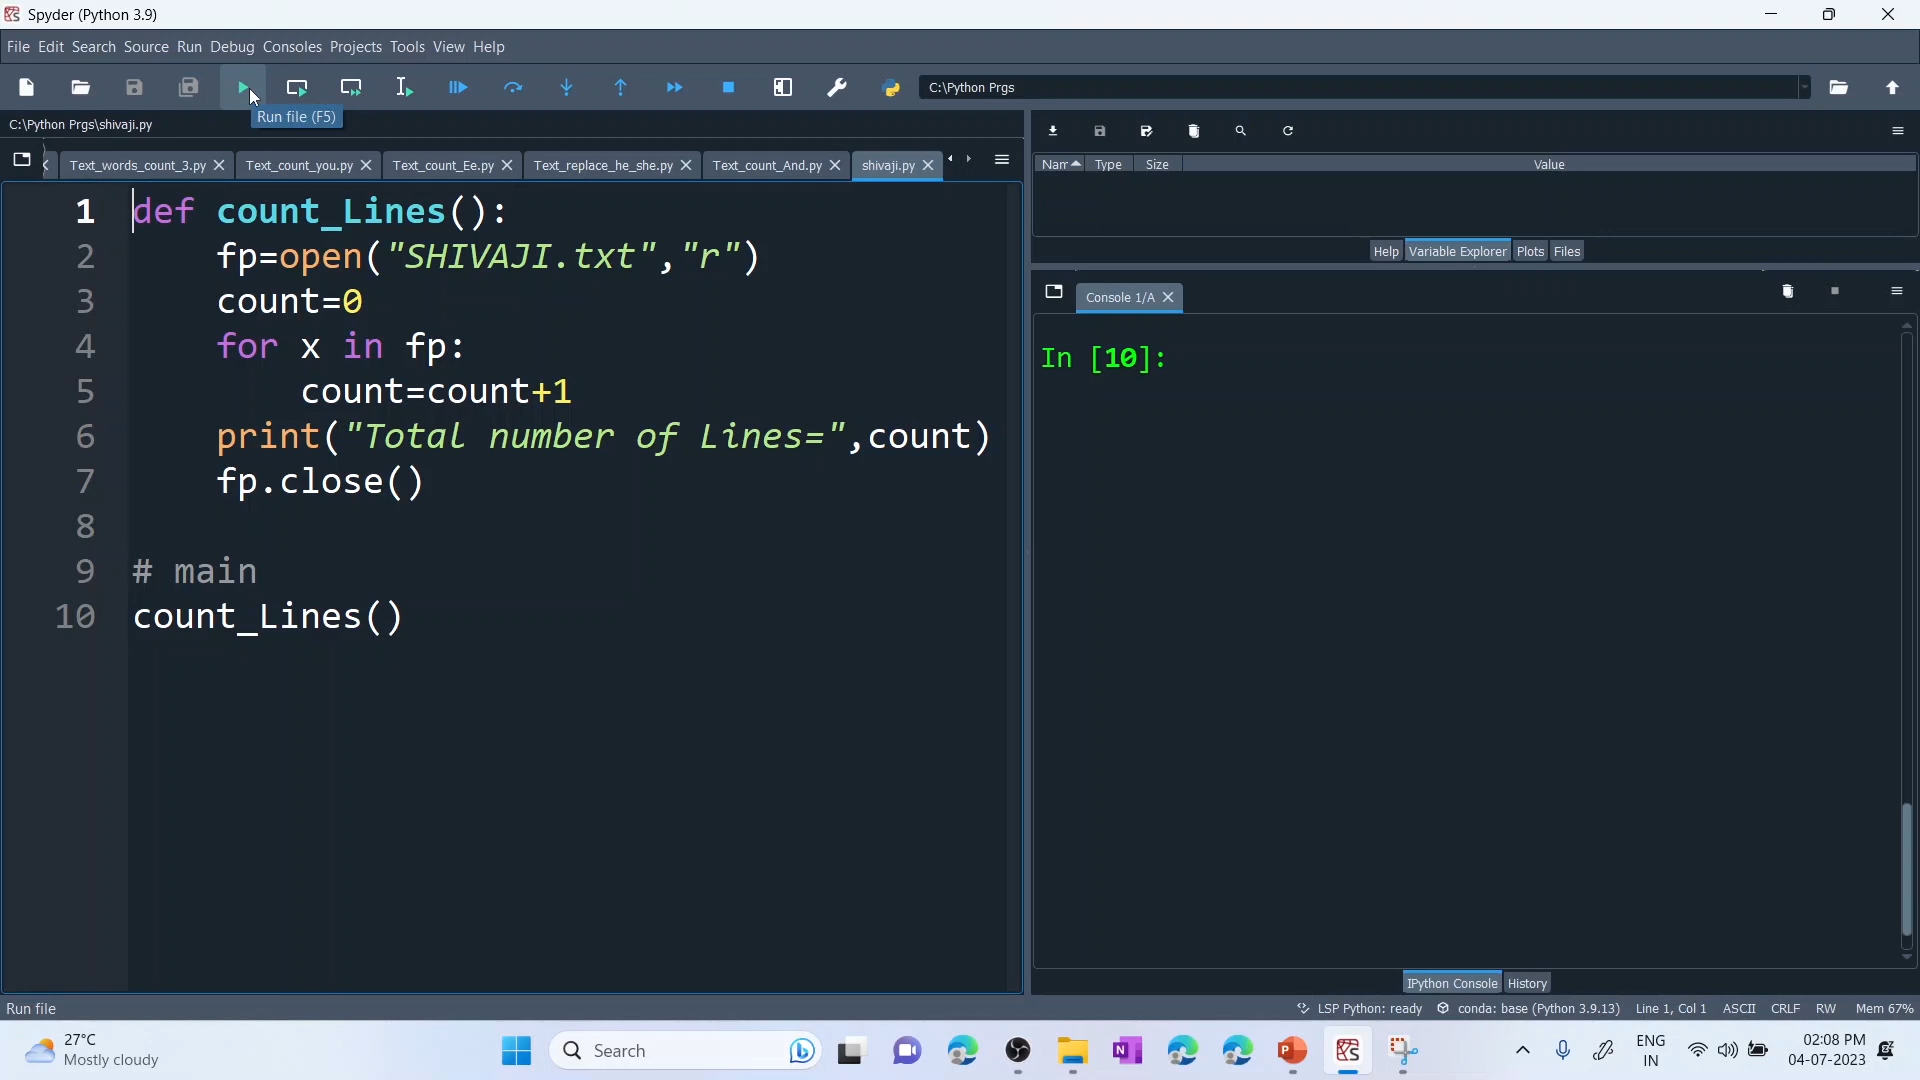 Spyder (Python 3.9)
File Edit Search Source Run Debug Consoles Projects Tools View Help
C:\Python Prgs
Run file (F5)
C:\Python Prgs\shivaji.py
Text_words_count_3.py Text_count_you.py Text_count_Ee.py Text_replace_he_she.py Text_count_And.py shivaji.py
1 def count_Lines():
2 fp=open("SHIVAJI.txt","r")
3 count=0
4 for x in fp:
5 count=count+1
6 print("Total number of Lines=",count)
7 fp.close()
8
9 # main
10 count_Lines()
Nam Type Size Value
Help Variable Explorer Plots Files
Console 1/A
In [10]:
IPython Console History
Run file
LSP Python: ready conda: base (Python 3.9.13) Line 1, Col 1 ASCII CRLF RW Mem 67%
27°C
Mostly cloudy
Search
ENG
IN
02:08 PM
04-07-2023